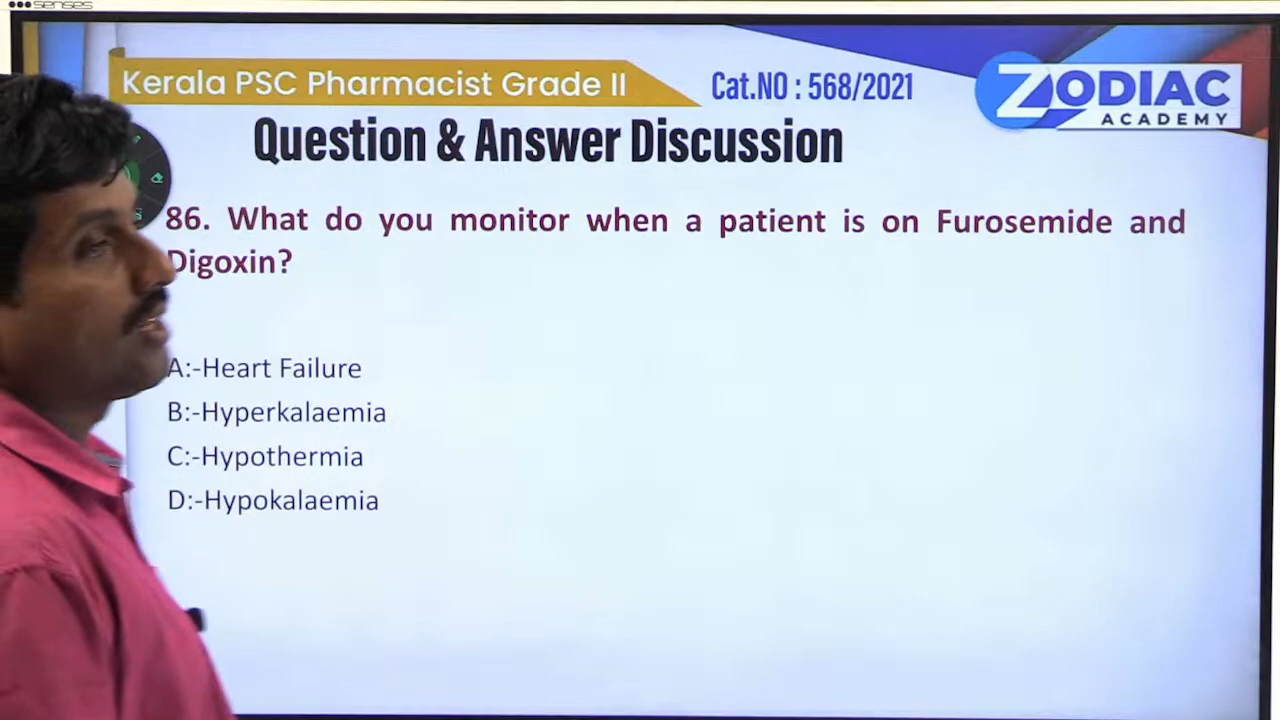 senses
Kerala PSC Pharmacist Grade II
Cat.NO : 568/2021
ZODIAC
ACADEMY
Question & Answer Discussion
86. What do you monitor when a patient is on Furosemide and
Digoxin?
A:-Heart Failure
B:-Hyperkalaemia
C:-Hypothermia
D:-Hypokalaemia